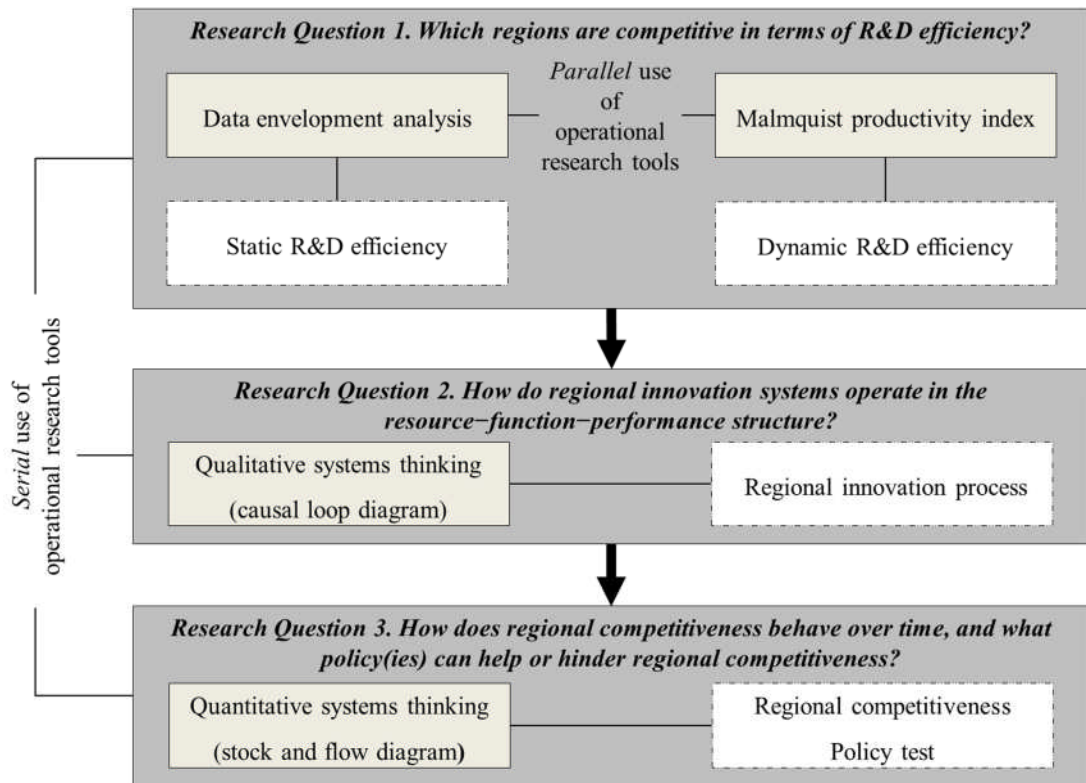 Research Question 1. Which regions are competitive in terms of R&D efficiency?
Data envelopment analysis
Parallel use
of
operational
research tools
Malmquist productivity index
Static R&D efficiency
Dynamic R&D efficiency
Serial use of
operational research tools
Research Question 2. How do regional innovation systems operate in the
resource−function−performance structure?
Qualitative systems thinking
(causal loop diagram)
Regional innovation process
Research Question 3. How does regional competitiveness behave over time, and what
policy(ies) can help or hinder regional competitiveness?
Quantitative systems thinking
(stock and flow diagram)
Regional competitiveness
Policy test